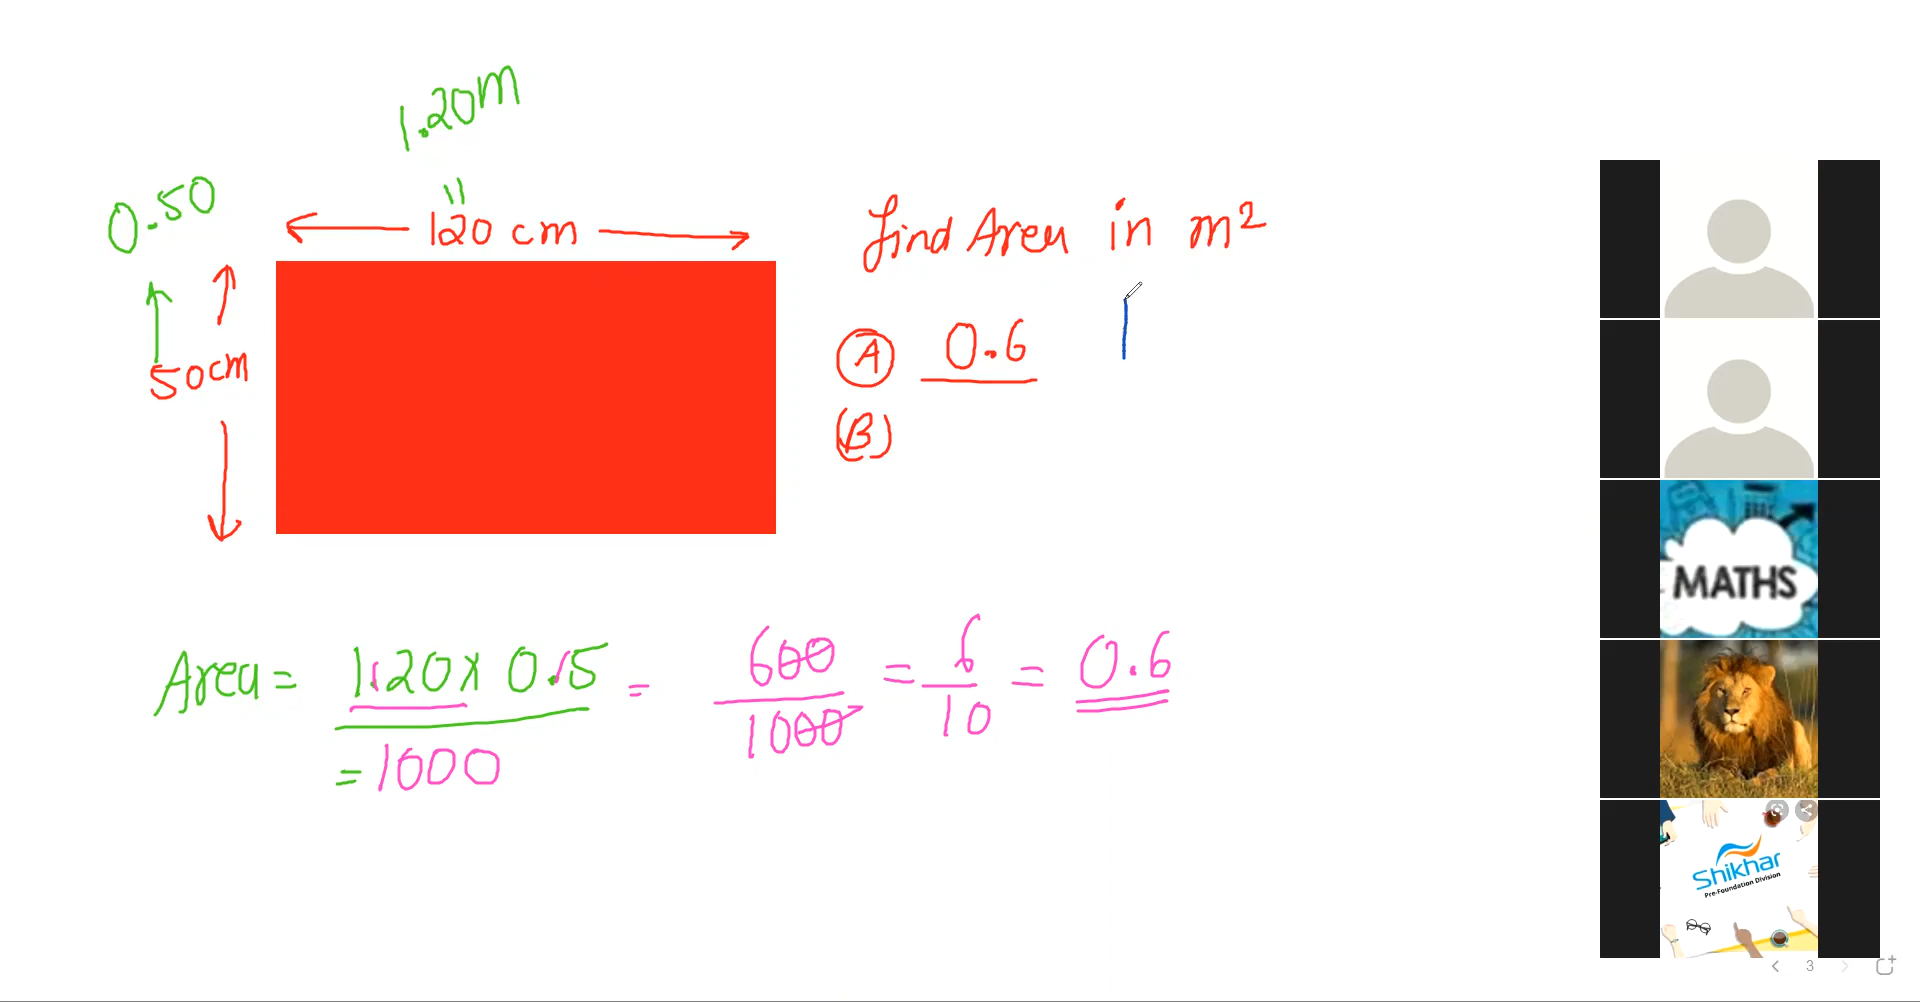 1.20m
0.50
120 cm
find Area in m²
50cm
(A) 0.6
(B)
Area = 1.20 x 0.5 = 600 = 6 = 0.6
= 1000 1000 10
MATHS
Shikhar
Pre-Foundation Division
3